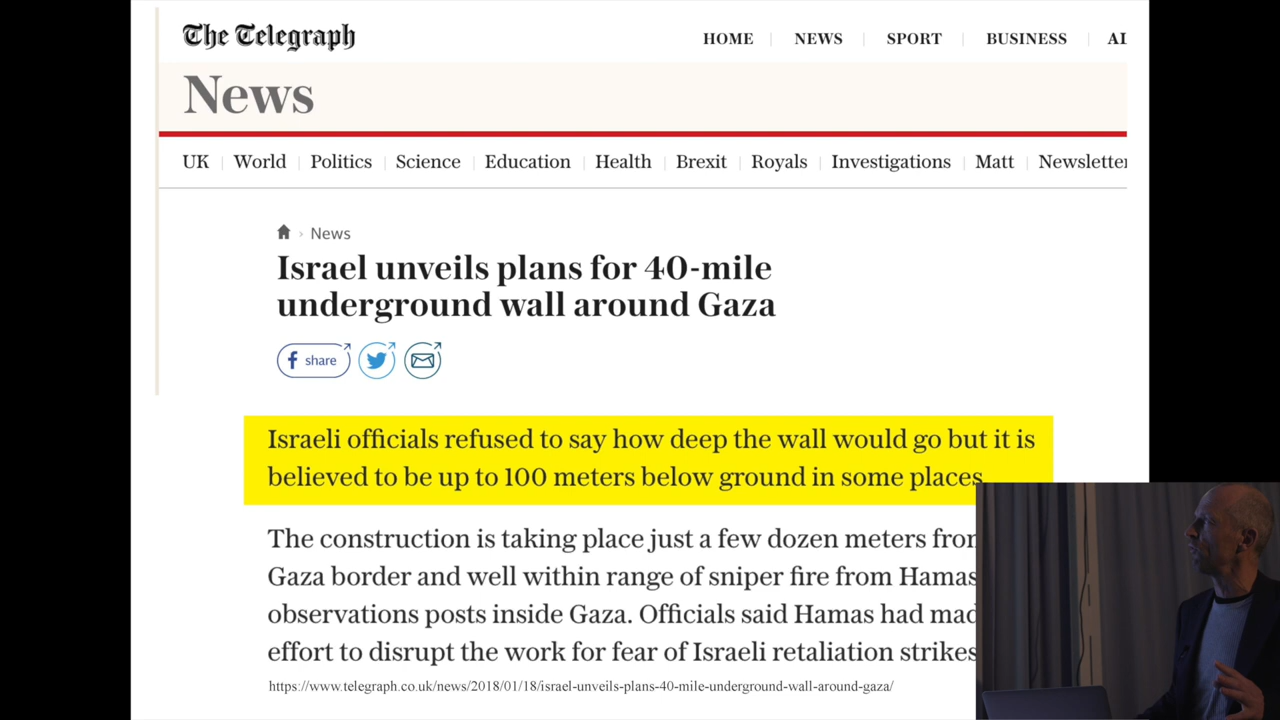 The Telegraph
HOME NEWS SPORT BUSINESS
News
UK World Politics Science Education Health Brexit Royals Investigations Matt Newsletter
News
Israel unveils plans for 40-mile
underground wall around Gaza
f share
Israeli officials refused to say how deep the wall would go but it is
believed to be up to 100 meters below ground in some places
The construction is taking place just a few dozen meters from
Gaza border and well within range of sniper fire from Hamas
observations posts inside Gaza. Officials said Hamas had mad
effort to disrupt the work for fear of Israeli retaliation strikes
https://www.telegraph.co.uk/news/2018/01/18/israel-unveils-plans-40-mile-underground-wall-around-gaza/